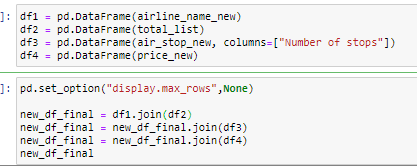 ]: df1 = pd.DataFrame(airline_name_new)
df2 = pd.DataFrame(total_list)
df3 = pd.DataFrame(air_stop_new, columns=["Number of stops"])
df4 = pd.DataFrame(price_new)
]: pd.set_option("display.max_rows",None)
new_df_final = df1.join(df2)
new_df_final = new_df_final.join(df3)
new_df_final = new_df_final.join(df4)
new_df_final